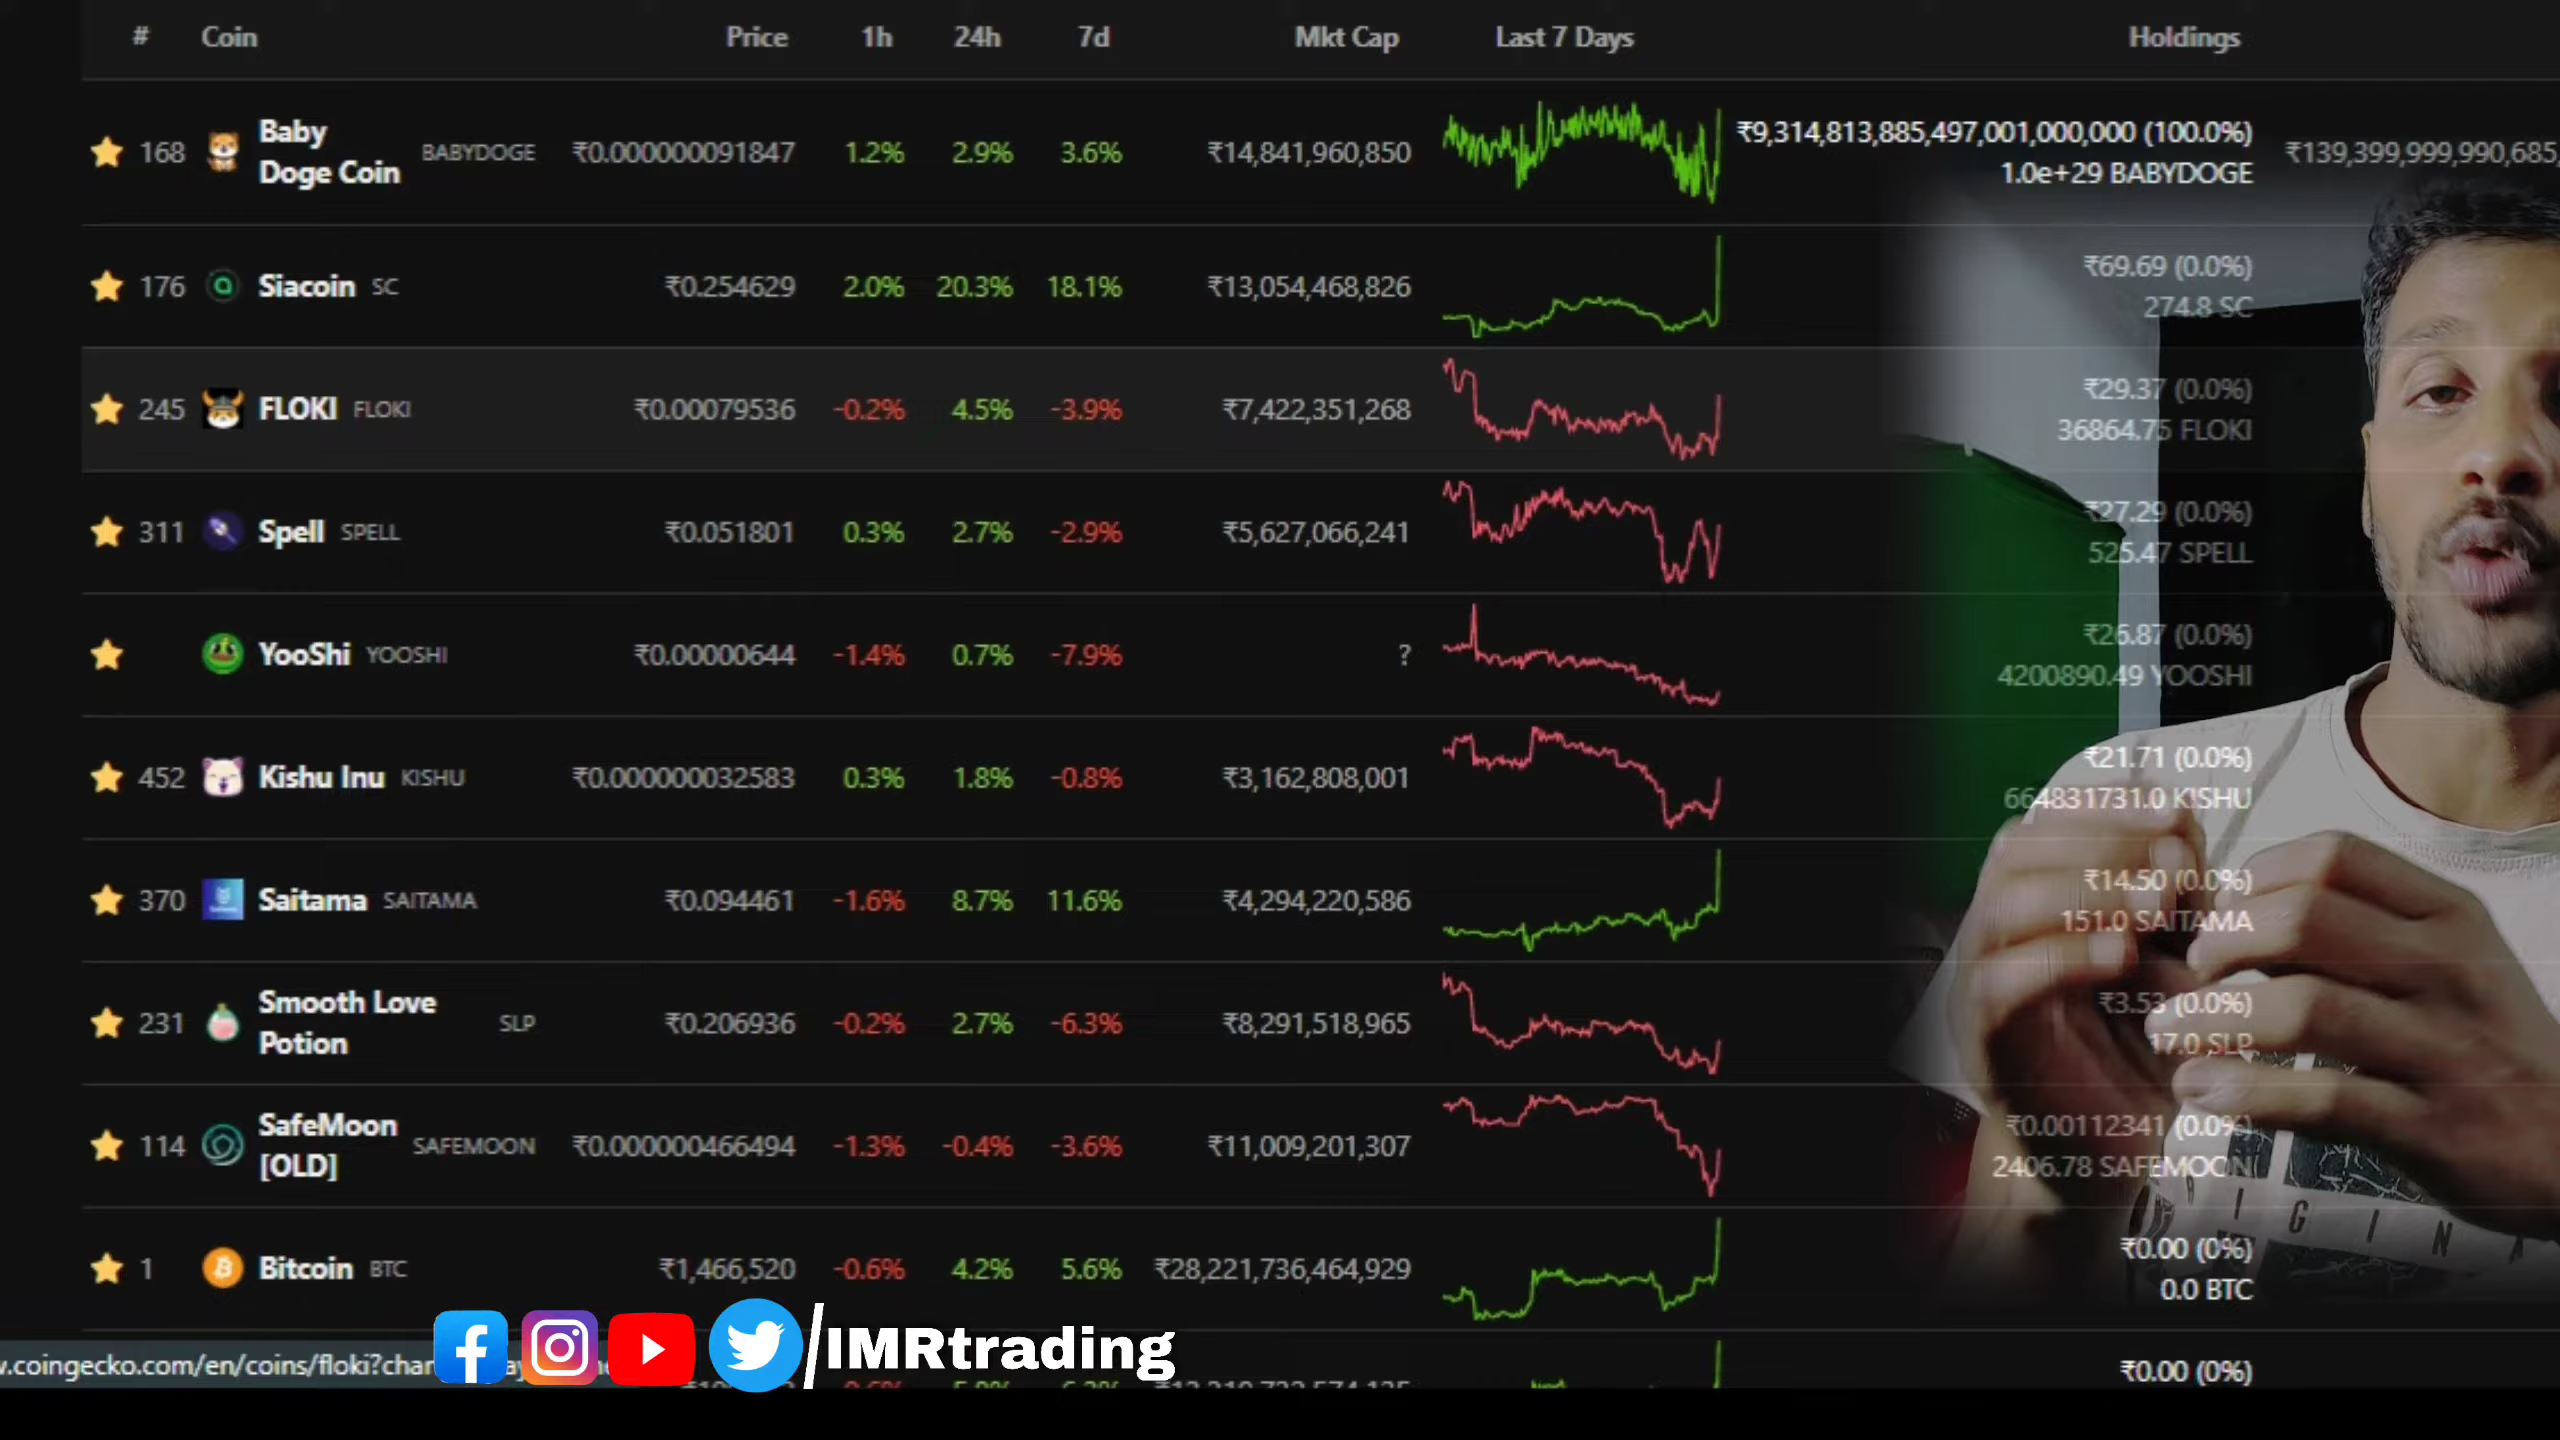 # Coin Price 1h 24h 7d Mkt Cap Last 7 Days Holdings
168 Baby Doge Coin BABYDOGE ₹0.000000091847 1.2% 2.9% 3.6% ₹14,841,960,850 ₹9,314,813,885,497,001,000,000 (100.0%) ₹139,399,999,990,685,
1.0e+29 BABYDOGE
176 Siacoin SC ₹0.254629 2.0% 20.3% 18.1% ₹13,054,468,826 ₹69.69 (0.0%)
274.8 SC
245 FLOKI FLOKI ₹0.00079536 -0.2% 4.5% -3.9% ₹7,422,351,268 ₹29.37 (0.0%)
36864.75 FLOKI
311 Spell SPELL ₹0.051801 0.3% 2.7% -2.9% ₹5,627,066,241 ₹27.29 (0.0%)
525.47 SPELL
YooShi YOOSHI ₹0.00000644 -1.4% 0.7% -7.9% ? ₹26.87 (0.0%)
4200890.49 YOOSHI
452 Kishu Inu KISHU ₹0.000000032583 0.3% 1.8% -0.8% ₹3,162,808,001 ₹21.71 (0.0%)
664831731.0 KISHU
370 Saitama SAITAMA ₹0.094461 -1.6% 8.7% 11.6% ₹4,294,220,586 ₹14.50 (0.0%)
151.0 SAITAMA
231 Smooth Love Potion SLP ₹0.206936 -0.2% 2.7% -6.3% ₹8,291,518,965 ₹3.53 (0.0%)
17.0 SLP
114 SafeMoon [OLD] SAFEMOON ₹0.000000466494 -1.3% -0.4% -3.6% ₹11,009,201,307 ₹0.00112341 (0.0%)
2406.78 SAFEMOON
1 Bitcoin BTC ₹1,466,520 -0.6% 4.2% 5.6% ₹28,221,736,464,929 ₹0.00 (0%)
0.0 BTC
/IMRtrading
w.coingecko.com/en/coins/floki?char
₹0.00 (0%)